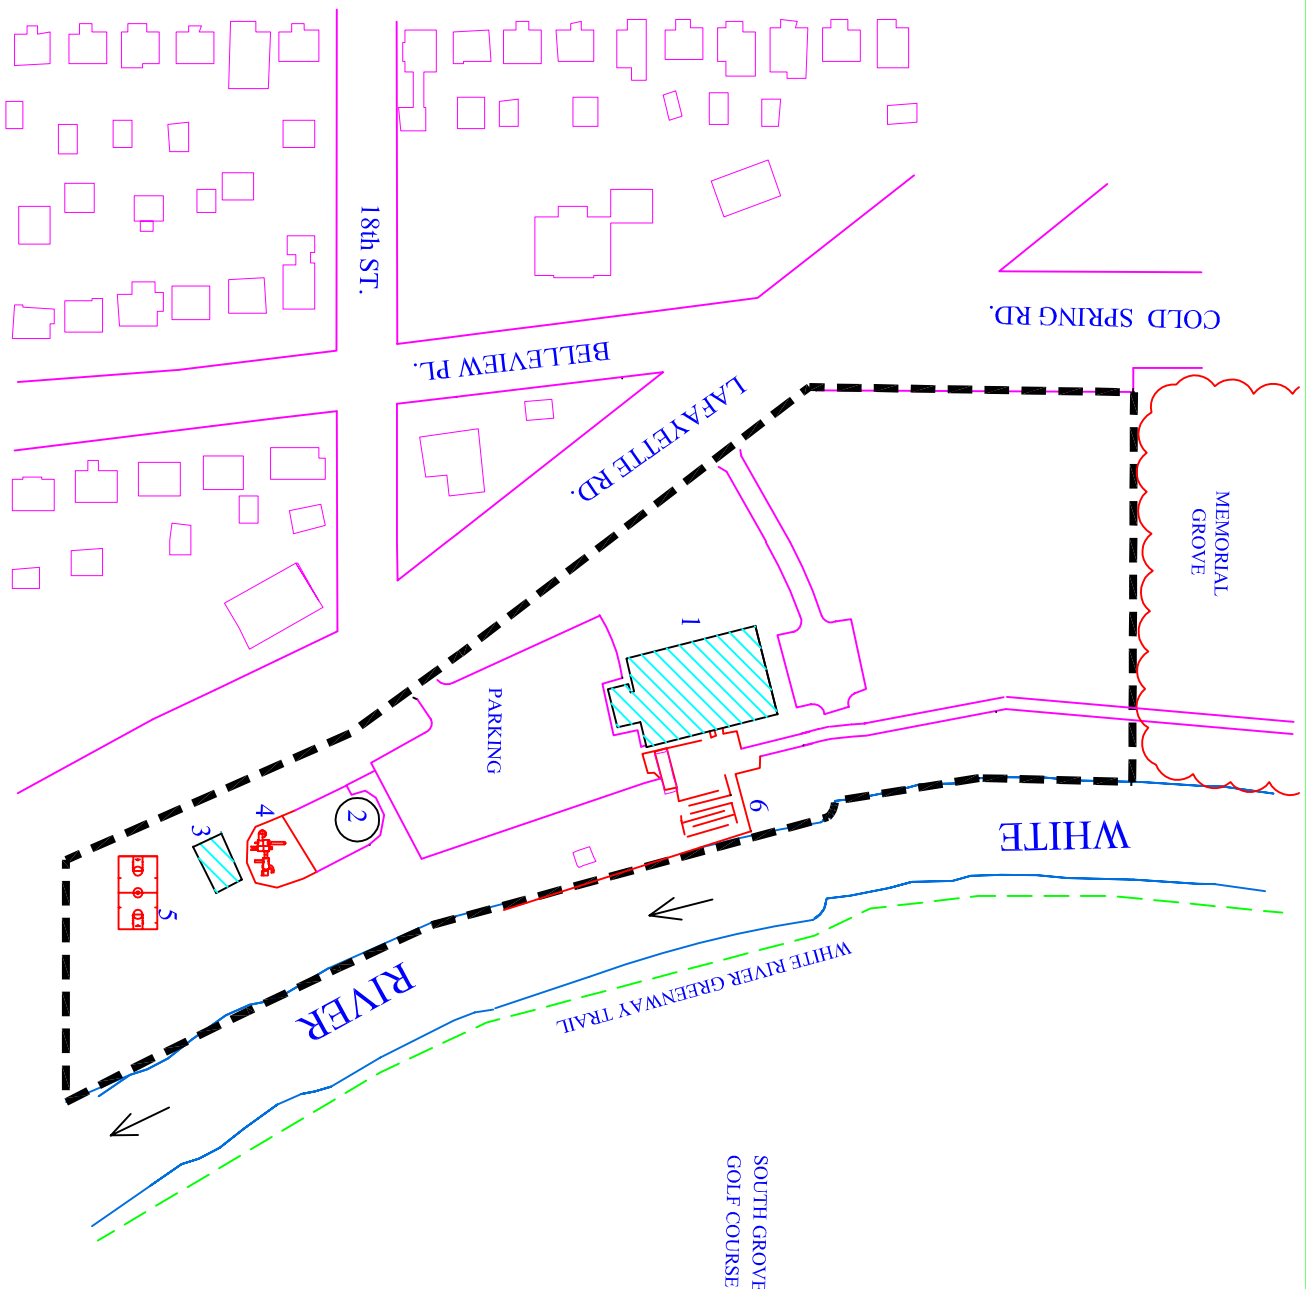 18th ST.
BELLEVIEW PL.
COLD SPRING RD.
LAFAYETTE RD.
MEMORIAL
GROVE
1
PARKING
2
3
4
5
6
WHITE
RIVER
WHITE RIVER GREENWAY TRAIL
SOUTH GROVE
GOLF COURSE